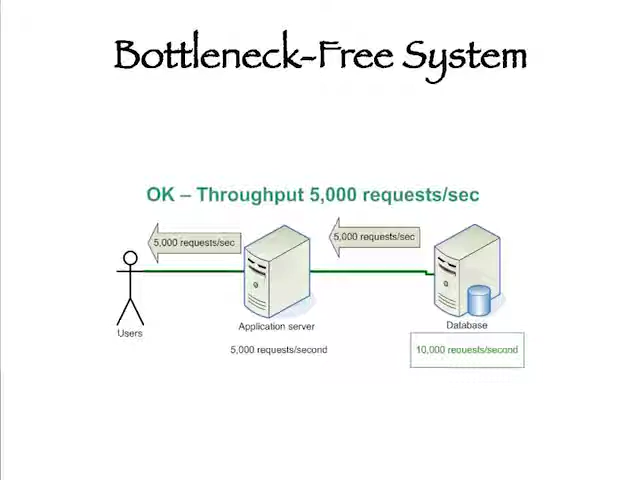 Bottleneck-Free System
OK – Throughput 5,000 requests/sec
5,000 requests/sec
5,000 requests/sec
Users
Application server
Database
5,000 requests/second
10,000 requests/second